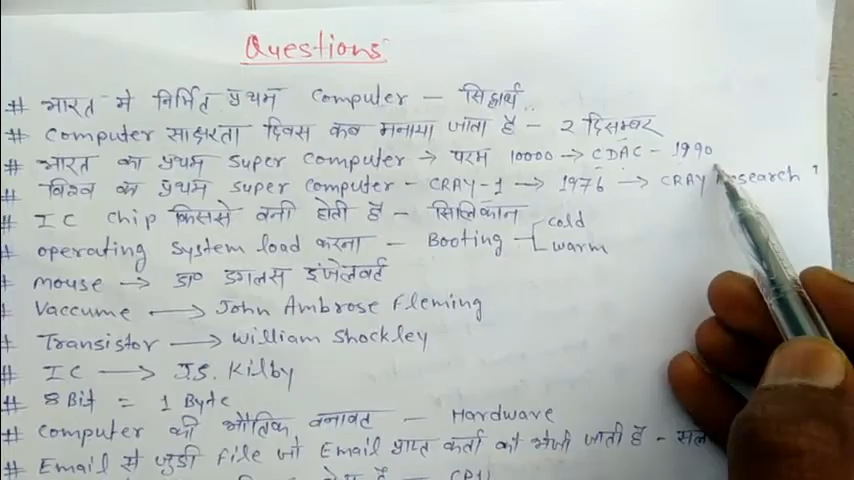 Questions
# भारत मे निर्मित प्रथम Computer – सिद्धार्थ
# Computer साक्षरता दिवस कब मनाया जाता है – 2 दिसम्बर
# भारत का प्रथम Super Computer → परम 10000 → CDAC – 1990
# विश्व का प्रथम Super Computer – CRAY-1 → 1976 → CRAY Research
# IC Chip किससे बनी होती है – सिलिकॉन
# operating System load करना – Booting cold
warm
# mouse → डा० डगलस इंजेलबर्ट
# Vaccume → John Ambrose Fleming
# Transistor → William Shockley
# IC → J.S. Kilby
# 8 Bit = 1 Byte
# Computer की भौतिक बनावट – Hardware
# Email से जुडी File जो Email प्राप्त कर्ता को भेजी जाती है –
CPU